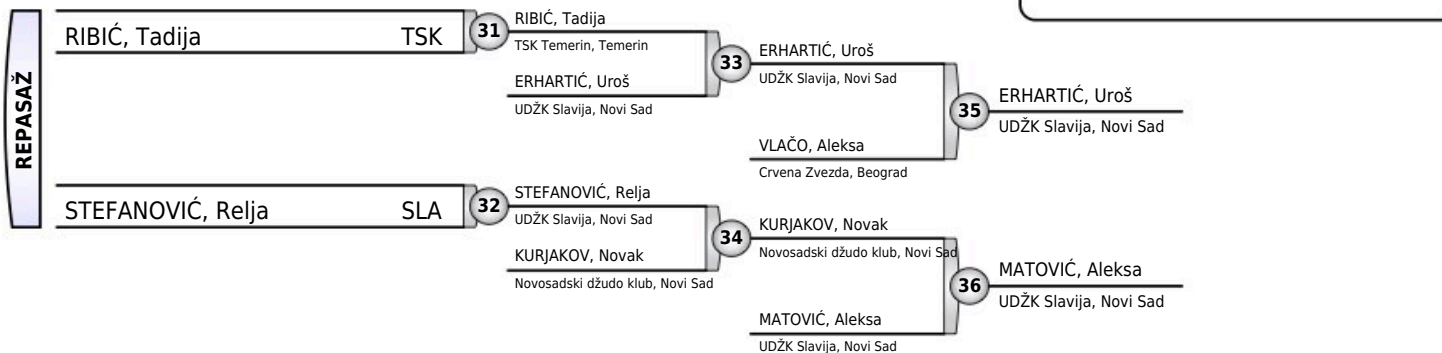 REPASAŽ
RIBIĆ, Tadija TSK
31
RIBIĆ, Tadija
TSK Temerin, Temerin
ERHARTIĆ, Uroš
UDŽK Slavija, Novi Sad
33
ERHARTIĆ, Uroš
UDŽK Slavija, Novi Sad
VLAČO, Aleksa
Crvena Zvezda, Beograd
35
ERHARTIĆ, Uroš
UDŽK Slavija, Novi Sad
STEFANOVIĆ, Relja SLA
32
STEFANOVIĆ, Relja
UDŽK Slavija, Novi Sad
KURJAKOV, Novak
Novosadski džudo klub, Novi Sad
34
KURJAKOV, Novak
Novosadski džudo klub, Novi Sad
MATOVIĆ, Aleksa
UDŽK Slavija, Novi Sad
36
MATOVIĆ, Aleksa
UDŽK Slavija, Novi Sad